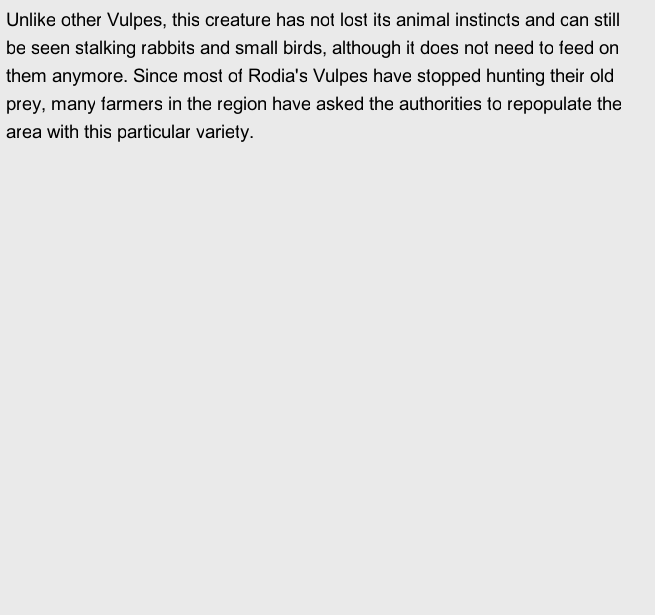 Unlike other Vulpes, this creature has not lost its animal instincts and can still
be seen stalking rabbits and small birds, although it does not need to feed on
them anymore. Since most of Rodia's Vulpes have stopped hunting their old
prey, many farmers in the region have asked the authorities to repopulate the
area with this particular variety.